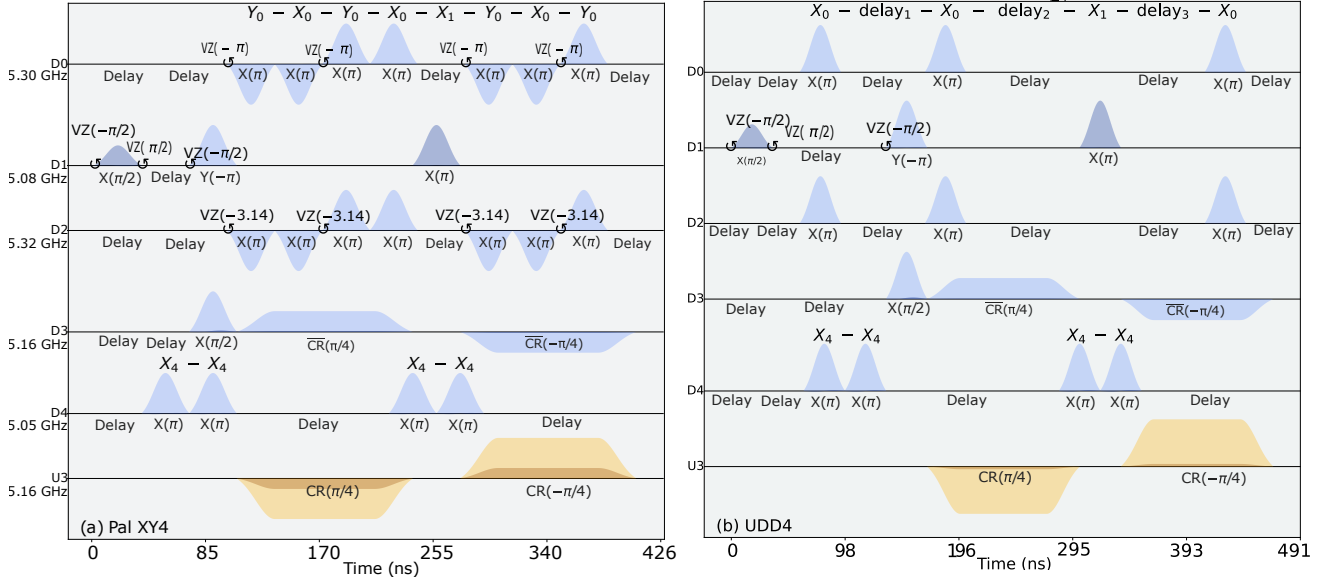 Y₀ − X₀ − Y₀ − X₀ − X₁ − Y₀ − X₀ − Y₀
VZ(−π) VZ(−π) VZ(−π) VZ(−π)
D0
5.30 GHz Delay Delay X(π) X(π) X(π) X(π) Delay X(π) X(π) X(π) Delay
VZ(−π/2) VZ(π/2) VZ(−π/2)
D1
5.08 GHz X(π/2) Delay Y(−π) X(π)
VZ(−3.14) VZ(−3.14) VZ(−3.14) VZ(−3.14)
D2
5.32 GHz Delay Delay X(π) X(π) X(π) X(π) Delay X(π) X(π) X(π) Delay
D3
5.16 GHz Delay Delay X(π/2) C̅R̅(π/4) C̅R̅(−π/4)
X₄ − X₄ X₄ − X₄
D4
5.05 GHz Delay X(π) X(π) Delay X(π) X(π) Delay
U3
5.16 GHz CR(π/4) CR(−π/4)
(a) Pal XY4
0 85 170 255 340 426
Time (ns)
X₀ − delay₁ − X₀ − delay₂ − X₁ − delay₃ − X₀
D0
Delay Delay X(π) Delay X(π) Delay Delay X(π) Delay
VZ(−π/2) VZ(π/2) VZ(−π/2)
D1
X(π/2) Delay Y(−π) X(π)
D2
Delay Delay X(π) Delay X(π) Delay Delay X(π) Delay
D3
Delay Delay X(π/2) C̅R̅(π/4) C̅R̅(−π/4)
X₄ − X₄ X₄ − X₄
D4
Delay Delay X(π) X(π) Delay X(π) X(π) Delay
U3
CR(π/4) CR(−π/4)
(b) UDD4
0 98 196 295 393 491
Time (ns)